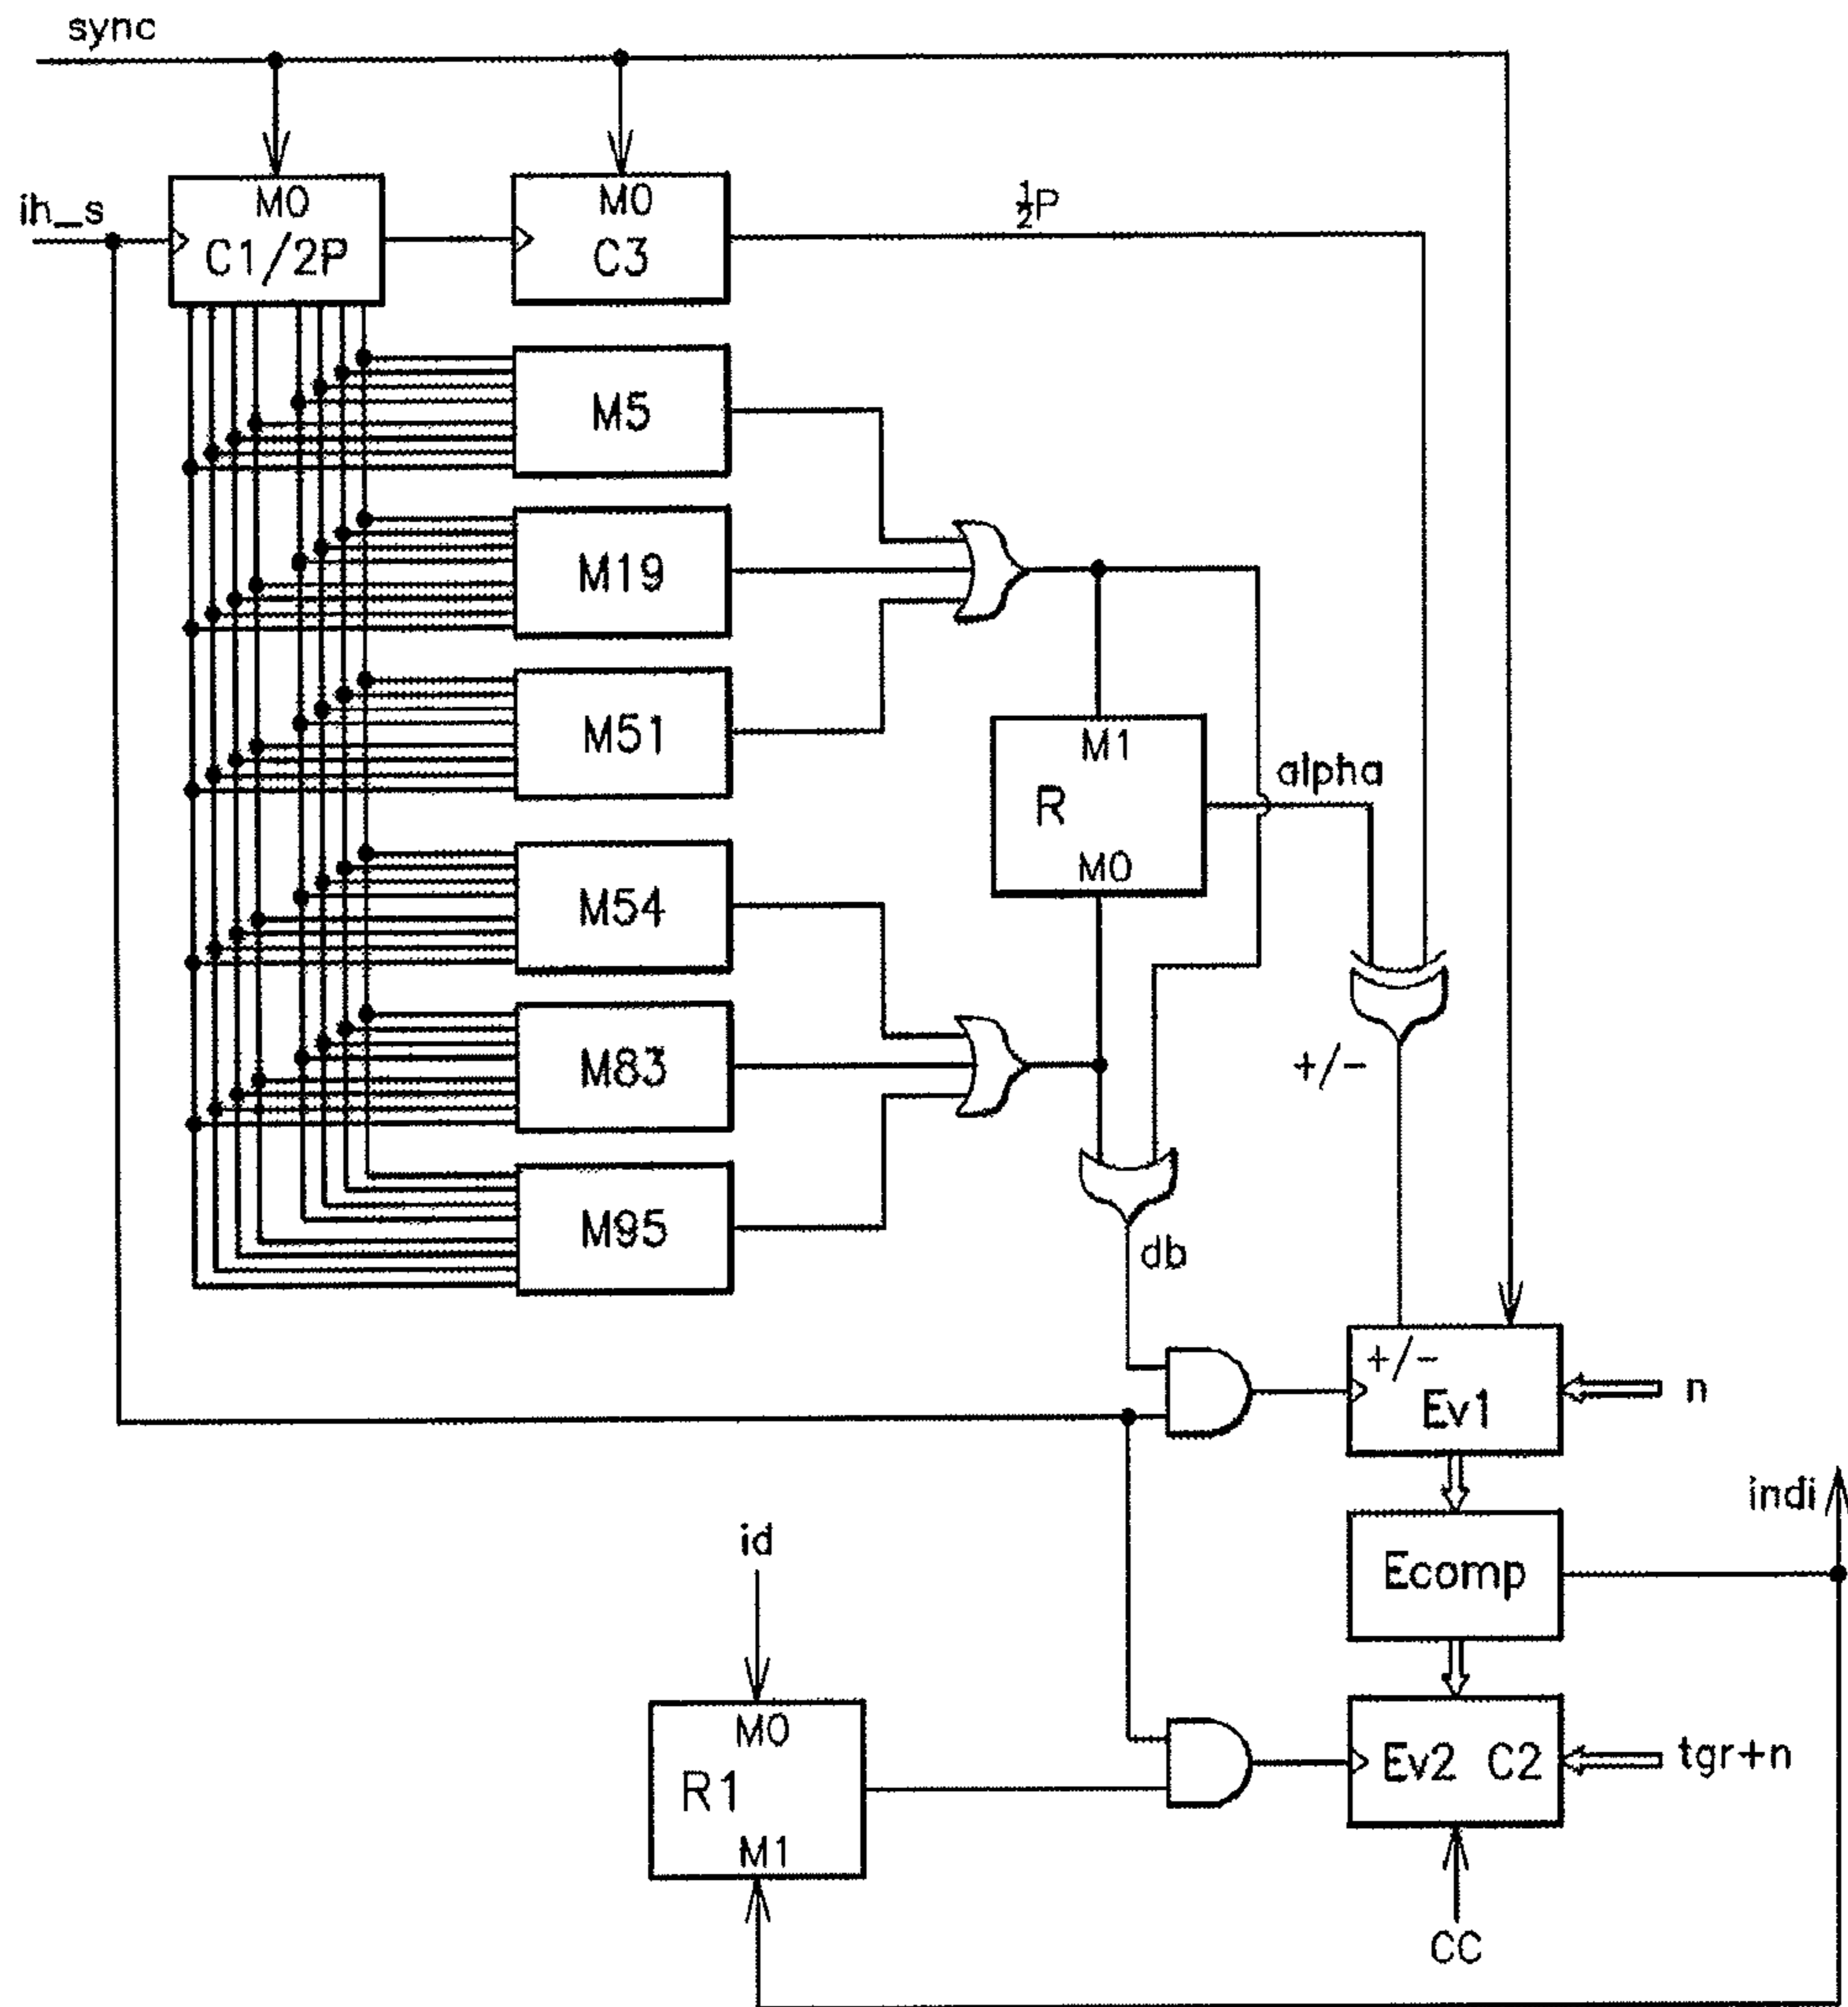 sync
ih_s
M0
C1/2P
M0
C3
½P
M5
M19
M51
M1
R
M0
alpha
M54
M83
M95
+/-
db
+/-
Ev1
n
indi
Ecomp
id
M0
R1
M1
Ev2 C2
tgr+n
CC